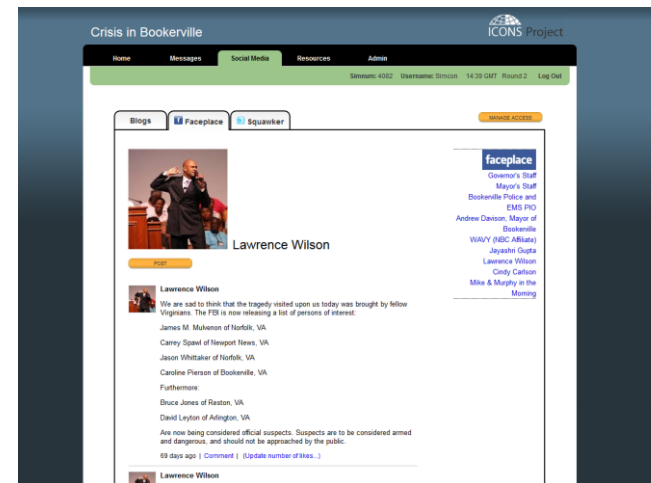 Crisis in Bookerville
ICONS Project
Home Messages Social Media Resources Admin
Simnum: 4082 Username: Simcon 14:39 GMT Round 2 Log Out
Blogs Faceplace Squawker
MANAGE ACCESS
faceplace
Governor's Staff
Mayor's Staff
Bookerville Police and
EMS PIO
Andrew Davison, Mayor of
Bookerville
WAVY (NBC Affiliate)
Jayashri Gupta
Lawrence Wilson
Cindy Carlson
Mike & Murphy in the
Morning
Lawrence Wilson
POST
Lawrence Wilson
We are sad to think that the tragedy visited upon us today was brought by fellow
Virginians. The FBI is now releasing a list of persons of interest:
James M. Mulvenon of Norfolk, VA
Carrey Spawl of Newport News, VA
Jason Whittaker of Norfolk, VA
Caroline Pierson of Bookerville, VA
Furthermore:
Bruce Jones of Reston, VA
David Leyton of Arlington, VA
Are now being considered official suspects. Suspects are to be considered armed
and dangerous, and should not be approached by the public.
69 days ago | Comment | (Update number of likes...)
Lawrence Wilson